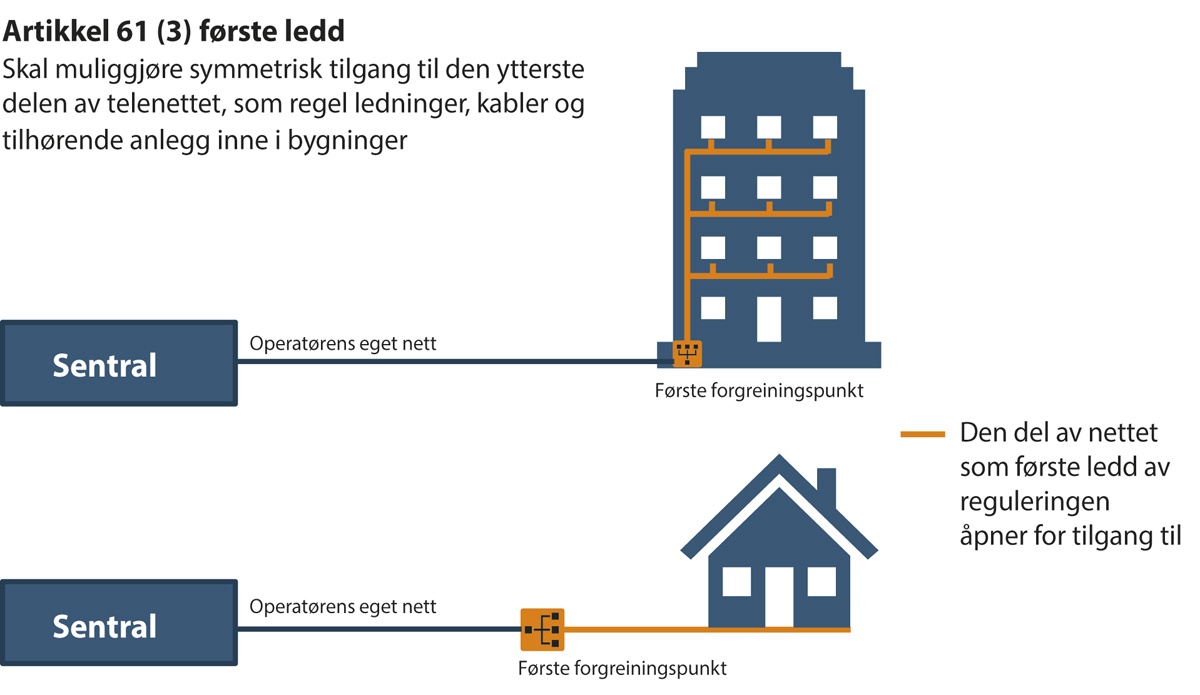 Artikkel 61 (3) første ledd
Skal muliggjøre symmetrisk tilgang til den ytterste
delen av telenettet, som regel ledninger, kabler og
tilhørende anlegg inne i bygninger
Sentral
Operatørens eget nett
Første forgreiningspunkt
Den del av nettet
som første ledd av
reguleringen
åpner for tilgang til
Sentral
Operatørens eget nett
Første forgreiningspunkt